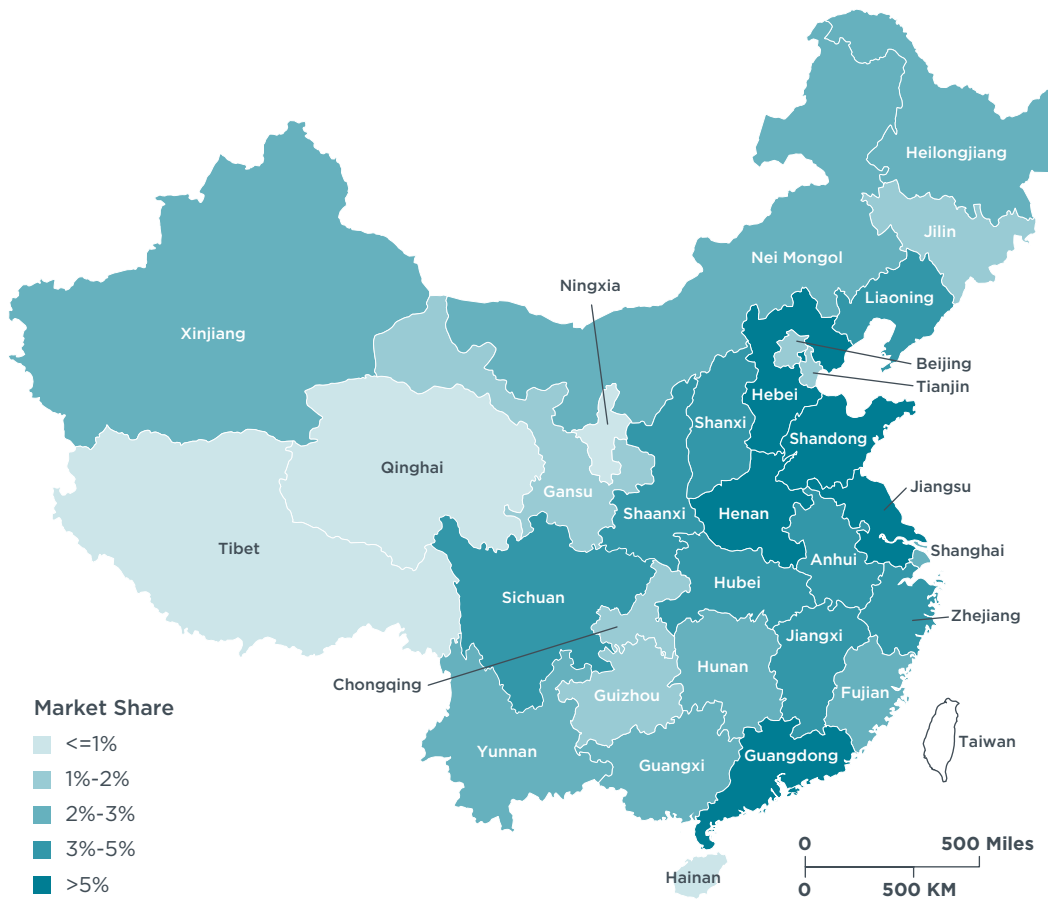 Heilongjiang
Jilin
Nei Mongol
Ningxia
Liaoning
Xinjiang
Beijing
Tianjin
Hebei
Shanxi
Shandong
Qinghai
Jiangsu
Gansu
Shaanxi
Henan
Tibet
Shanghai
Anhui
Hubei
Sichuan
Zhejiang
Jiangxi
Hunan
Chongqing
Guizhou
Fujian
Market Share
<=1%
1%-2%
2%-3%
3%-5%
>5%
Yunnan
Guangxi
Guangdong
Taiwan
Hainan
0 500 Miles
0 500 KM